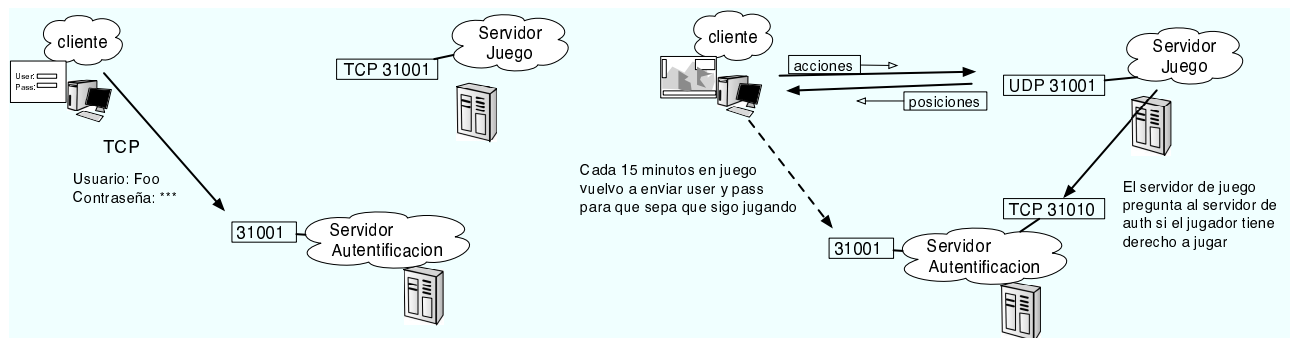 cliente
User:
Pass:
TCP
Usuario: Foo
Contraseña: ***
Servidor
Juego
TCP 31001
31001
Servidor
Autentificacion
cliente
acciones
posiciones
Servidor
Juego
UDP 31001
Cada 15 minutos en juego
vuelvo a enviar user y pass
para que sepa que sigo jugando
El servidor de juego
pregunta al servidor de
auth si el jugador tiene
derecho a jugar
TCP 31010
31001
Servidor
Autentificacion